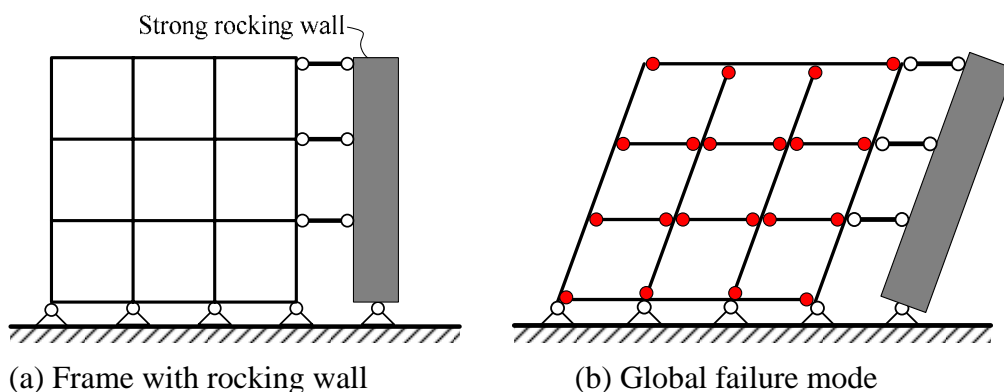 Strong rocking wall
(a) Frame with rocking wall
(b) Global failure mode